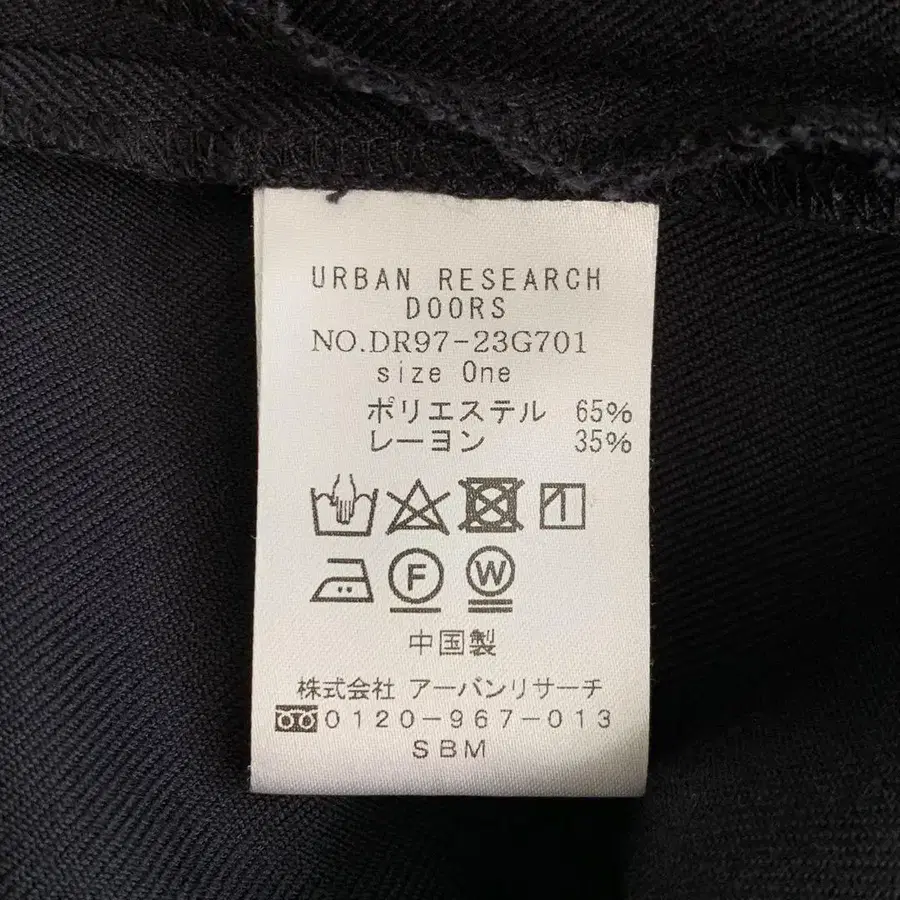 URBAN RESEARCH
DOORS
NO.DR97-23G701
size One
ポリエステル 65%
レーヨン 35%
F W
中国製
株式会社 アーバンリサーチ
0120-967-013
SBM